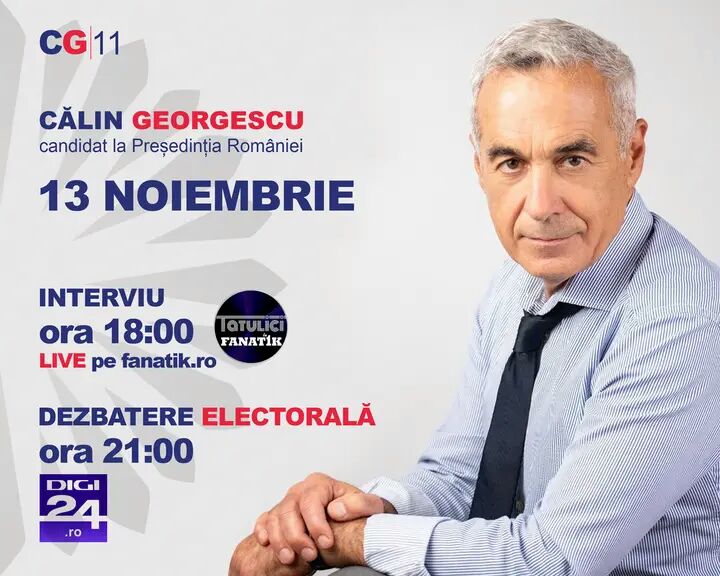 CG|11
CĂLIN GEORGESCU
candidat la Președinția României
13 NOIEMBRIE
INTERVIU
ora 18:00
LIVE pe fanatik.ro
TATULICI
FANATIK
DEZBATERE ELECTORALĂ
ora 21:00
DIGI
24
.ro